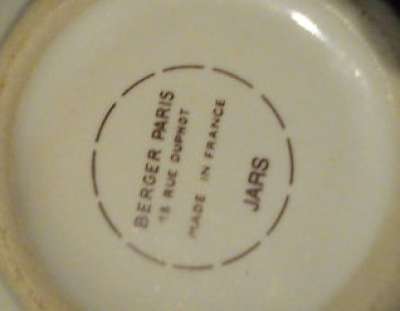 BERGER PARIS
15 RUE DUPHOT
MADE IN FRANCE
JARS